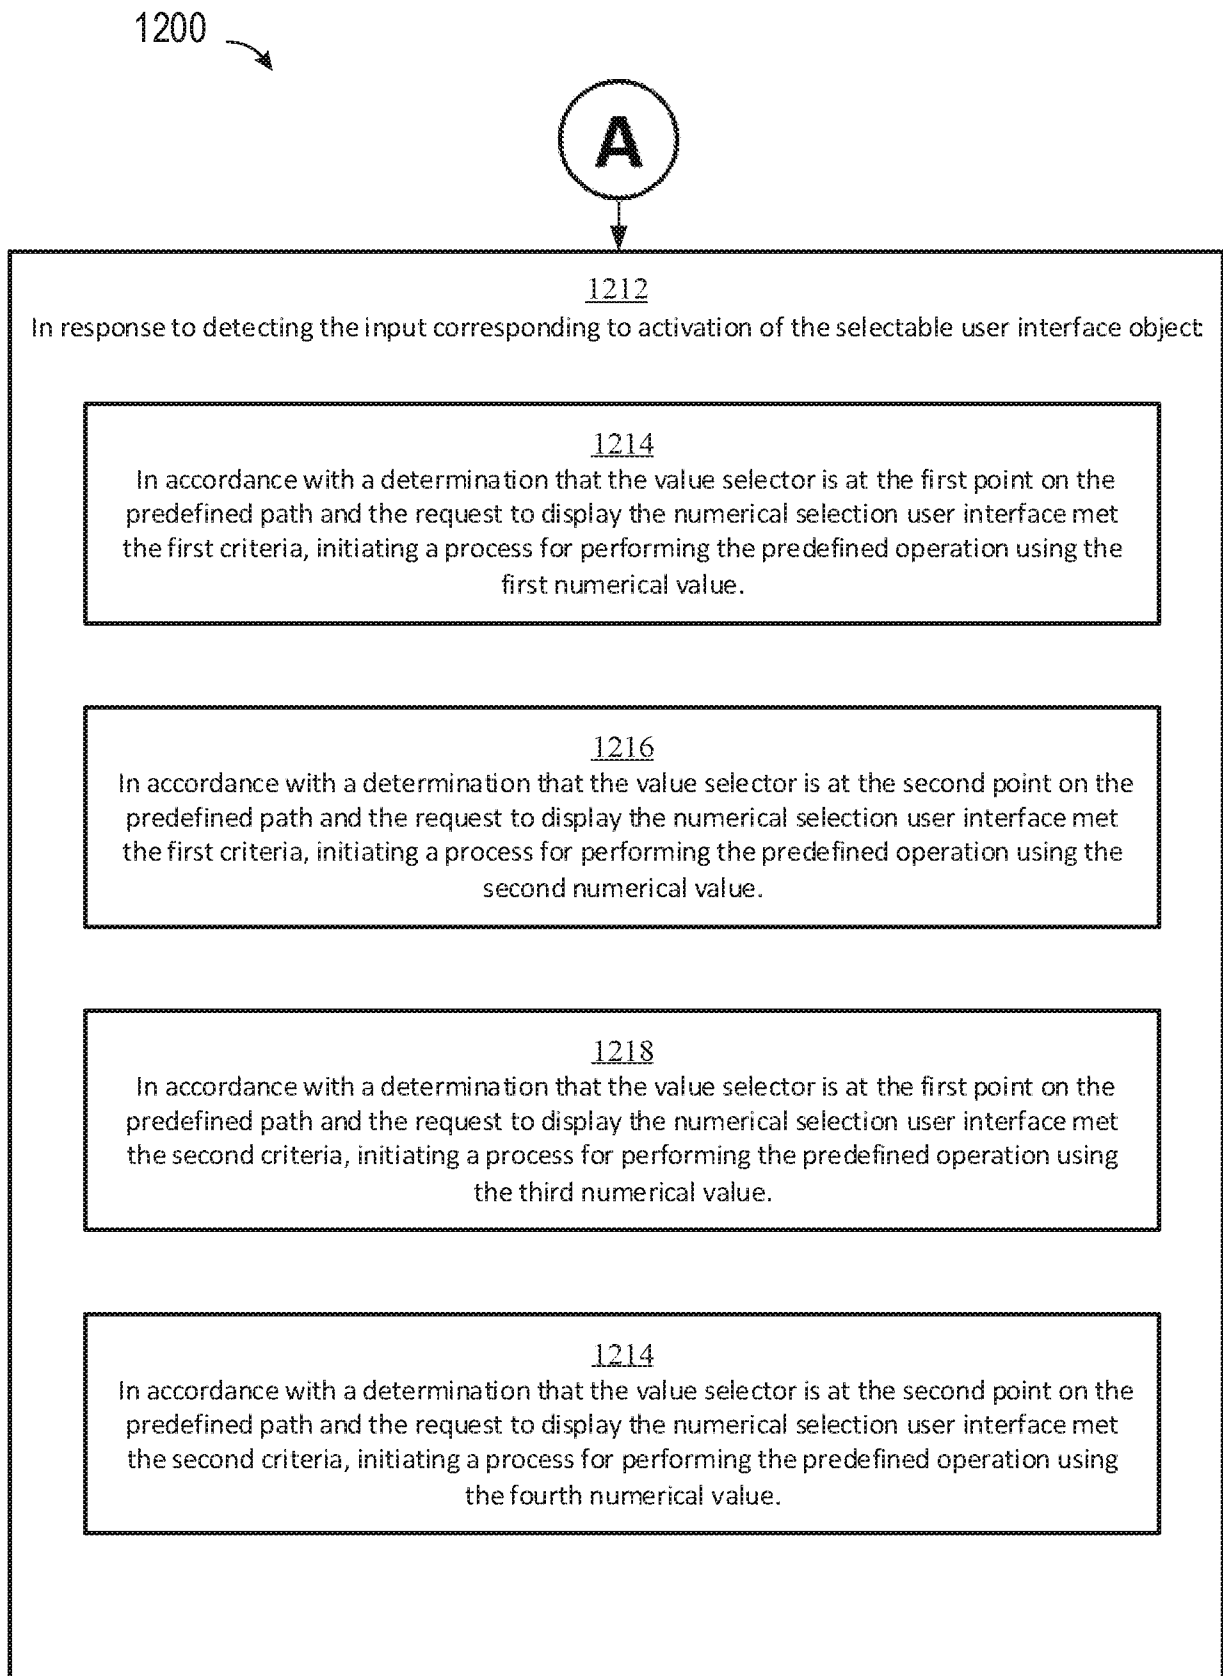 1200
A
1212
In response to detecting the input corresponding to activation of the selectable user interface object:
1214
In accordance with a determination that the value selector is at the first point on the
predefined path and the request to display the numerical selection user interface met
the first criteria, initiating a process for performing the predefined operation using the
first numerical value.
1216
In accordance with a determination that the value selector is at the second point on the
predefined path and the request to display the numerical selection user interface met
the first criteria, initiating a process for performing the predefined operation using the
second numerical value.
1218
In accordance with a determination that the value selector is at the first point on the
predefined path and the request to display the numerical selection user interface met
the second criteria, initiating a process for performing the predefined operation using
the third numerical value.
1214
In accordance with a determination that the value selector is at the second point on the
predefined path and the request to display the numerical selection user interface met
the second criteria, initiating a process for performing the predefined operation using
the fourth numerical value.